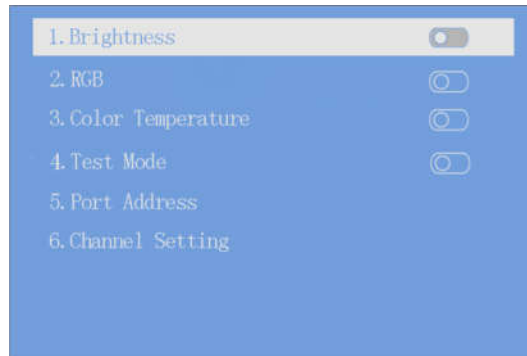 1.Brightness
2.RGB
3.Color Temperature
4.Test Mode
5.Port Address
6.Channel Setting